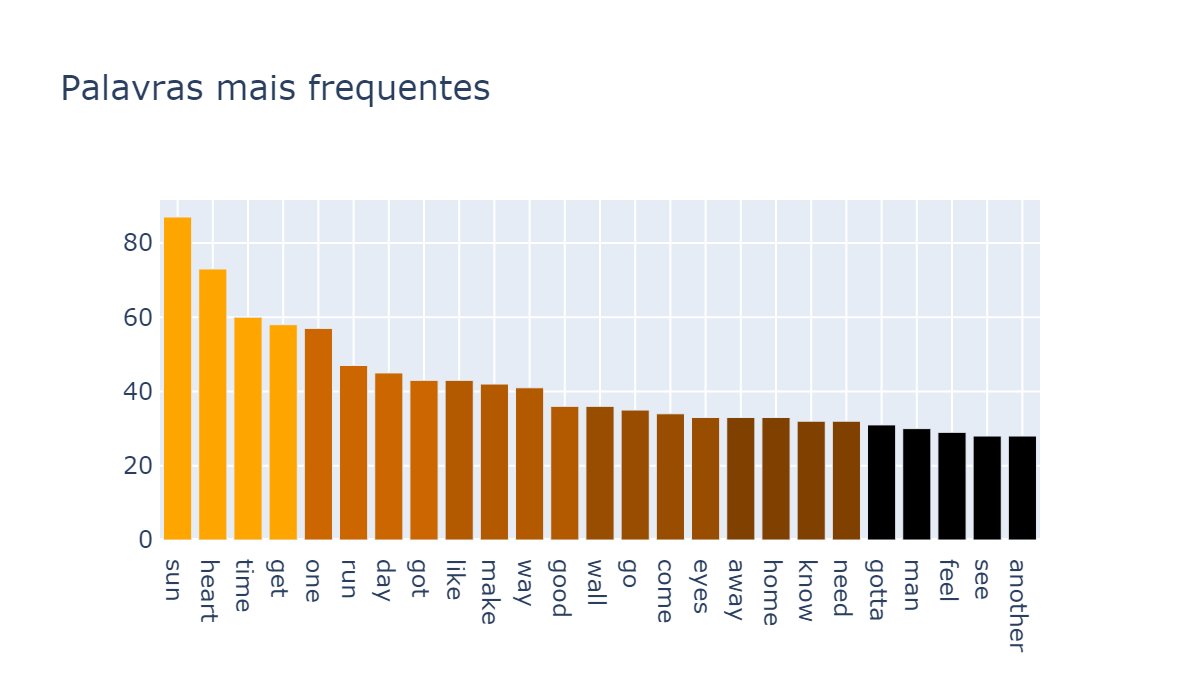 Palavras mais frequentes
80
60
40
20
0
sun
heart
time
get
one
run
day
got
like
make
way
good
wall
go
come
eyes
away
home
know
need
gotta
man
feel
see
another